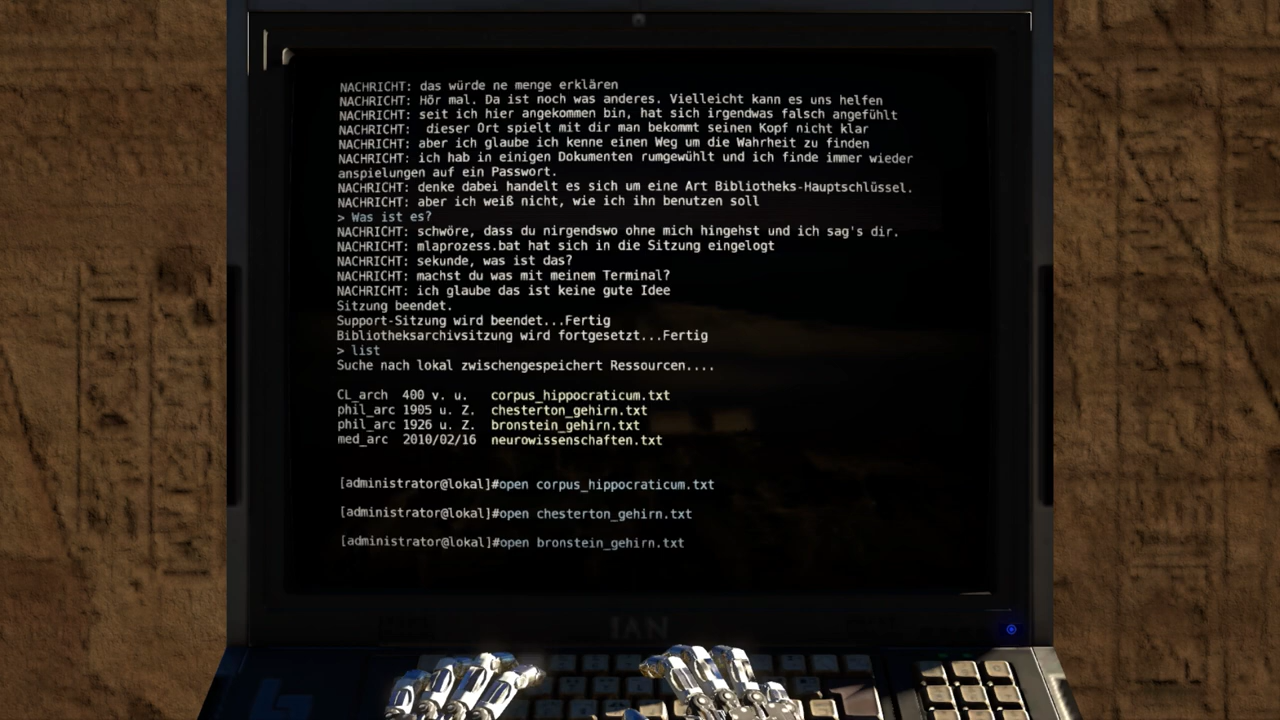 NACHRICHT: das würde ne menge erklären
NACHRICHT: Hör mal. Da ist noch was anderes. Vielleicht kann es uns helfen
NACHRICHT: seit ich hier angekommen bin, hat sich irgendwas falsch angefühlt
NACHRICHT:  dieser Ort spielt mit dir man bekommt seinen Kopf nicht klar
NACHRICHT: aber ich glaube ich kenne einen Weg um die Wahrheit zu finden
NACHRICHT: ich hab in einigen Dokumenten rumgewühlt und ich finde immer wieder
anspielungen auf ein Passwort.
NACHRICHT: denke dabei handelt es sich um eine Art Bibliotheks-Hauptschlüssel.
NACHRICHT: aber ich weiß nicht, wie ich ihn benutzen soll
> Was ist es?
NACHRICHT: schwöre, dass du nirgendswo ohne mich hingehst und ich sag's dir.
NACHRICHT: mlaprozess.bat hat sich in die Sitzung eingelogt
NACHRICHT: sekunde, was ist das?
NACHRICHT: machst du was mit meinem Terminal?
NACHRICHT: ich glaube das ist keine gute Idee
Sitzung beendet.
Support-Sitzung wird beendet...Fertig
Bibliotheksarchivsitzung wird fortgesetzt...Fertig
> list
Suche nach lokal zwischengespeichert Ressourcen....
CL_arch 400 v. u. corpus_hippocraticum.txt
phil_arc 1905 u. Z. chesterton_gehirn.txt
phil_arc 1926 u. Z. bronstein_gehirn.txt
med_arc 2010/02/16 neurowissenschaften.txt
[administrator@lokal]#open corpus_hippocraticum.txt
[administrator@lokal]#open chesterton_gehirn.txt
[administrator@lokal]#open bronstein_gehirn.txt
IAN